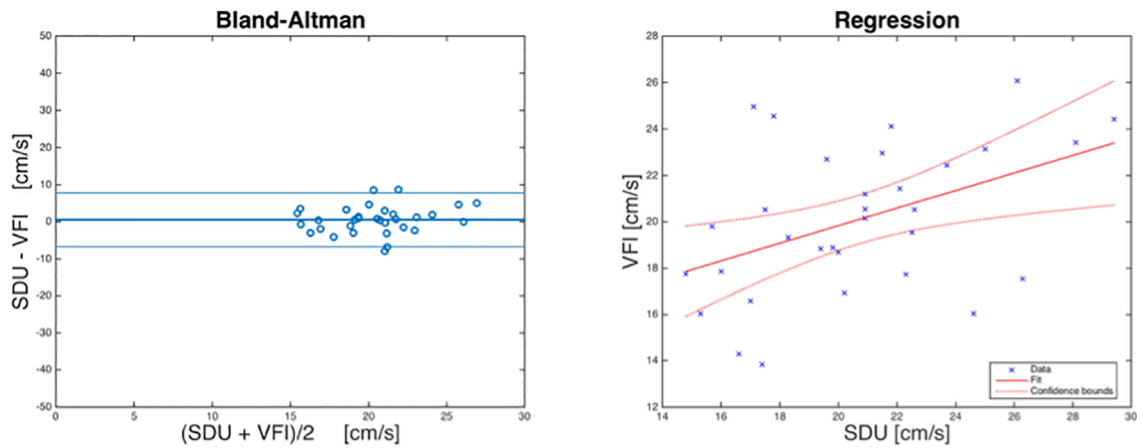 Bland-Altman
50
40
30
20
10
0
-10
-20
-30
-40
-50
SDU - VFI [cm/s]
0 5 10 15 20 25 30
(SDU + VFI)/2 [cm/s]
Regression
28
26
24
22
20
18
16
14
12
VFI [cm/s]
Data
Fit
Confidence bounds
14 16 18 20 22 24 26 28 30
SDU [cm/s]